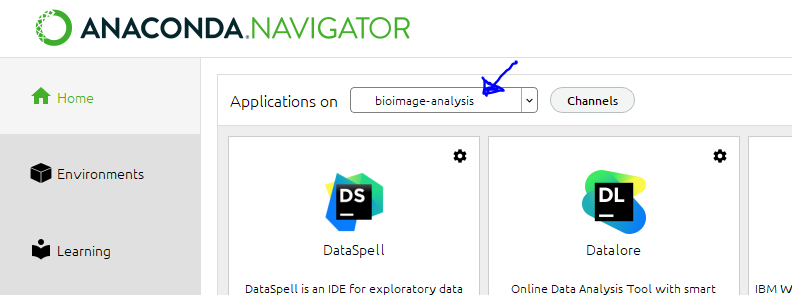 ANACONDA.NAVIGATOR
Home
Applications on bioimage-analysis Channels
Environments
Learning
DS
DataSpell
DataSpell is an IDE for exploratory data
DL
Datalore
Online Data Analysis Tool with smart
IBM W